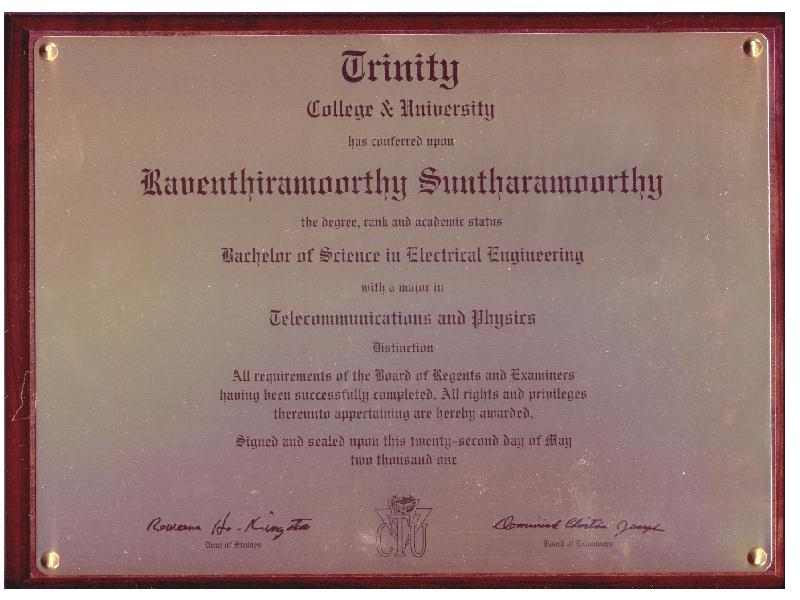 Trinity
College & University
has conferred upon
Raventhiramoorthy Suntharamoorthy
the degree, rank and academic status
Bachelor of Science in Electrical Engineering
with a major in
Telecommunications and Physics
Distinction
All requirements of the Board of Regents and Examiners
having been successfully completed. All rights and privileges
thereunto appertaining are hereby awarded.
Signed and sealed upon this twenty-second day of May
two thousand one
Roweena Ho-Kingston
Dean of Studies
Board of Examiners